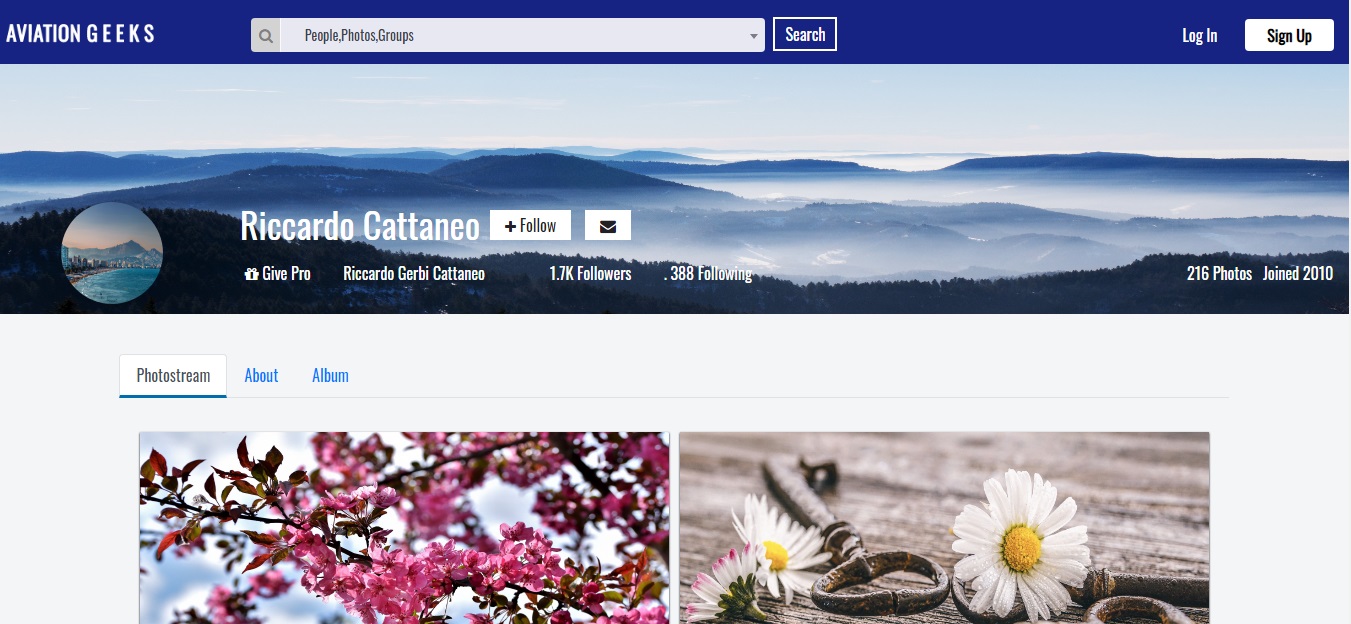 AVIATION GEEKS
People,Photos,Groups
Search
Log In
Sign Up
Riccardo Cattaneo
Follow
Give Pro
Riccardo Gerbi Cattaneo
1.7K Followers
. 388 Following
216 Photos
Joined 2010
Photostream
About
Album